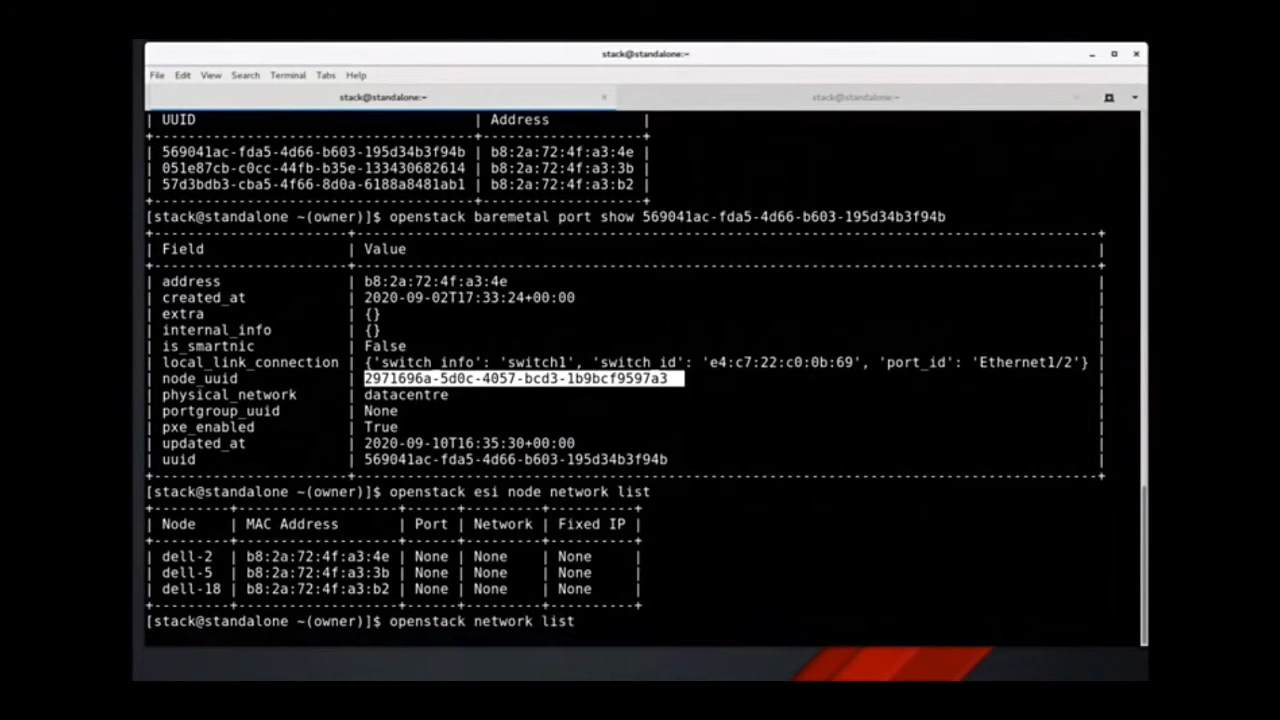 stack@standalone:~
File Edit View Search Terminal Tabs Help
stack@standalone:~ × stack@standalone:~
| UUID | Address |
+--------------------------------------+-------------------+
| 569041ac-fda5-4d66-b603-195d34b3f94b | b8:2a:72:4f:a3:4e |
| 051e87cb-c0cc-44fb-b35e-133430682614 | b8:2a:72:4f:a3:3b |
| 57d3bdb3-cba5-4f66-8d0a-6188a8481ab1 | b8:2a:72:4f:a3:b2 |
+--------------------------------------+-------------------+
[stack@standalone ~(owner)]$ openstack baremetal port show 569041ac-fda5-4d66-b603-195d34b3f94b
+-----------------------+----------------------------------------------------------------------------------------+
| Field | Value |
+-----------------------+----------------------------------------------------------------------------------------+
| address | b8:2a:72:4f:a3:4e |
| created_at | 2020-09-02T17:33:24+00:00 |
| extra | {} |
| internal_info | {} |
| is_smartnic | False |
| local_link_connection | {'switch_info': 'switch1', 'switch_id': 'e4:c7:22:c0:0b:69', 'port_id': 'Ethernet1/2'} |
| node_uuid | 2971696a-5d0c-4057-bcd3-1b9bcf9597a3 |
| physical_network | datacentre |
| portgroup_uuid | None |
| pxe_enabled | True |
| updated_at | 2020-09-10T16:35:30+00:00 |
| uuid | 569041ac-fda5-4d66-b603-195d34b3f94b |
+-----------------------+----------------------------------------------------------------------------------------+
[stack@standalone ~(owner)]$ openstack esi node network list
+---------+-------------------+------+---------+----------+
| Node | MAC Address | Port | Network | Fixed IP |
+---------+-------------------+------+---------+----------+
| dell-2 | b8:2a:72:4f:a3:4e | None | None | None |
| dell-5 | b8:2a:72:4f:a3:3b | None | None | None |
| dell-18 | b8:2a:72:4f:a3:b2 | None | None | None |
+---------+-------------------+------+---------+----------+
[stack@standalone ~(owner)]$ openstack network list